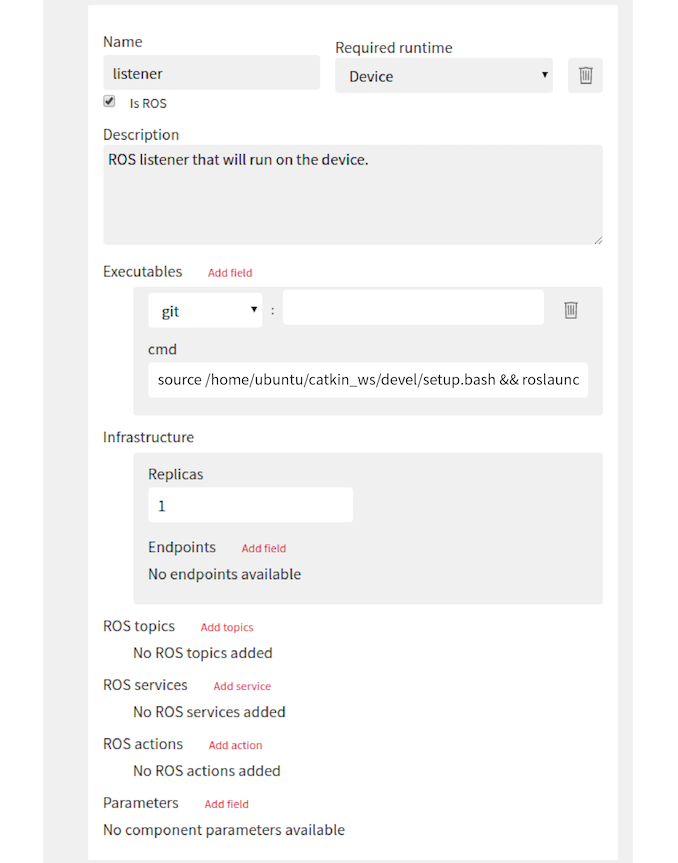 Name
Required runtime
listener
Device
Is ROS
Description
ROS listener that will run on the device.
Executables Add field
git :
cmd
source /home/ubuntu/catkin_ws/devel/setup.bash && roslaunc
Infrastructure
Replicas
1
Endpoints Add field
No endpoints available
ROS topics Add topics
No ROS topics added
ROS services Add service
No ROS services added
ROS actions Add action
No ROS actions added
Parameters Add field
No component parameters available